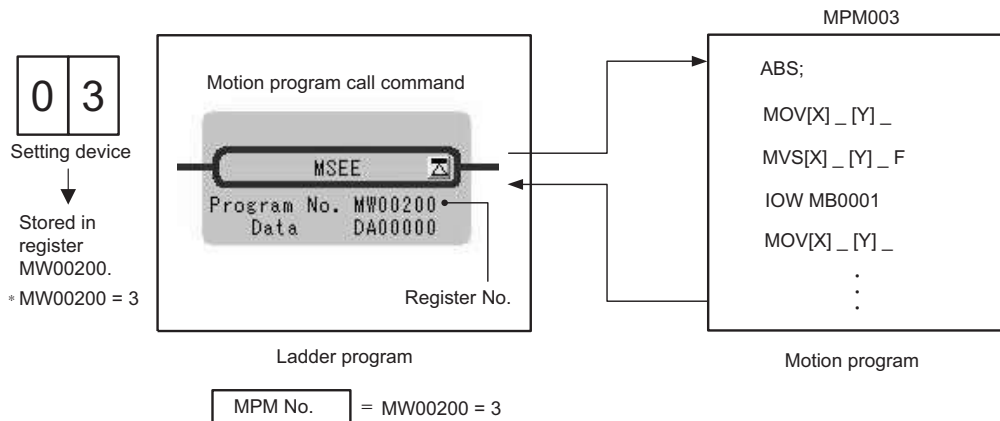 MPM003
0 3
Setting device
Stored in
register
MW00200.
* MW00200 = 3
Motion program call command
MSEE
Program No. MW00200
Data DA00000
Register No.
Ladder program
ABS;
MOV[X] _ [Y] _
MVS[X] _ [Y] _ F
IOW MB0001
MOV[X] _ [Y] _
Motion program
MPM No. = MW00200 = 3